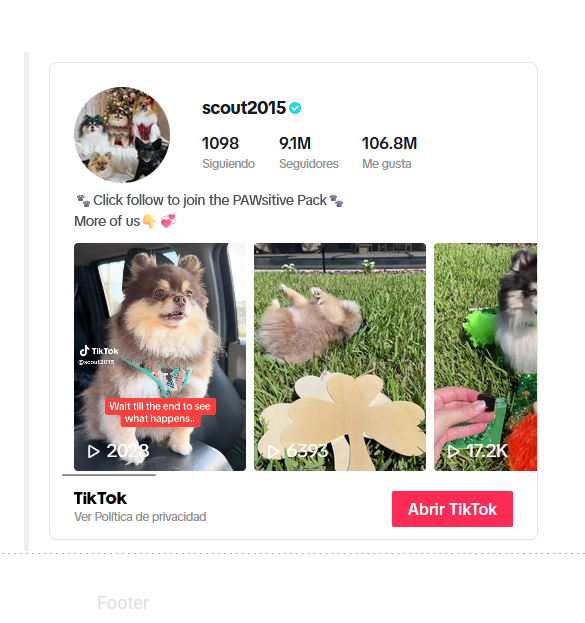 scout2015
1098 9.1M 106.8M
Siguiendo Seguidores Me gusta
🐾Click follow to join the PAWsitive Pack🐾
More of us👇 💞
TikTok
@scout2015
Wait till the end to see
what happens..
2028 6393 17.2K
TikTok
Ver Política de privacidad
Abrir TikTok
Footer